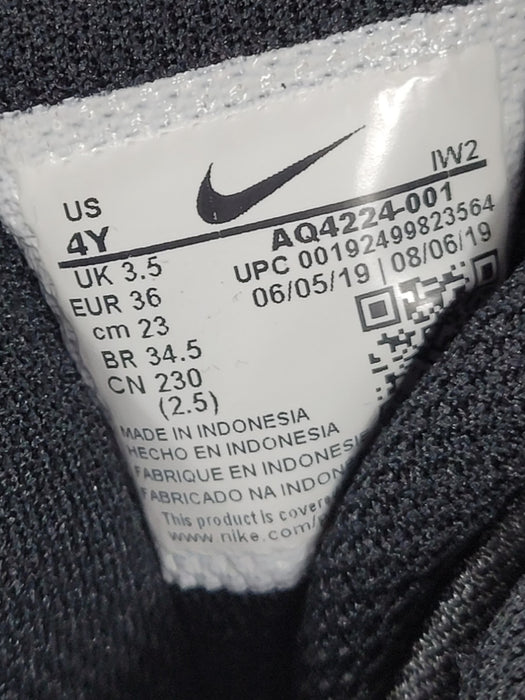 IW2
US
4Y
AQ4224-001
UPC 00192499823564
06/05/19 | 08/06/19
UK 3.5
EUR 36
cm 23
BR 34.5
CN 230
(2.5)
MADE IN INDONESIA
HECHO EN INDONESIA
FABRIQUE EN INDONES
FABRICADO NA INDON
This product is cover
www.nike.com/